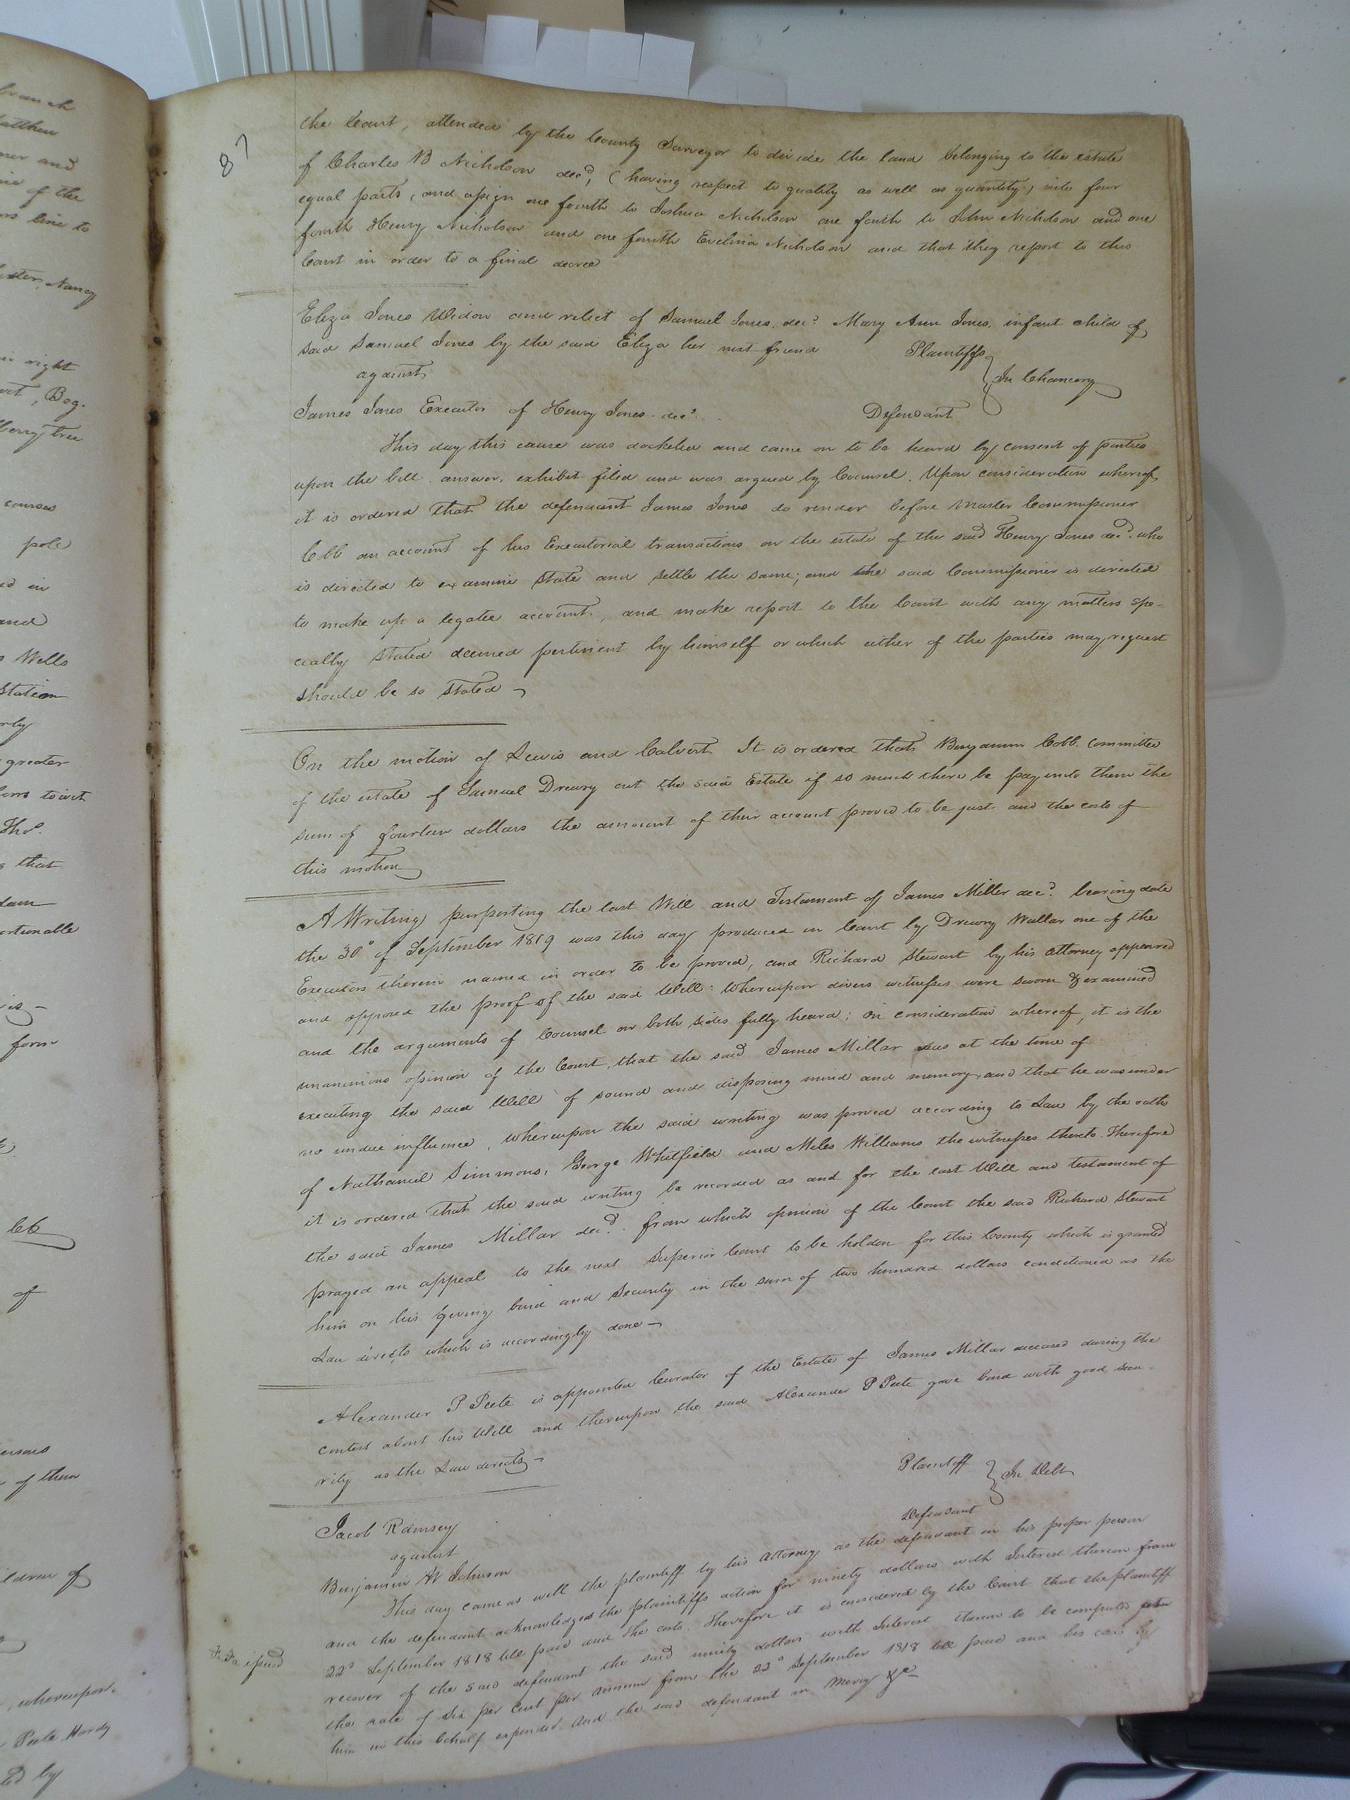 87
the Court, attended by the County Surveyor to divide the land belonging to the estate
of Charles B Nicholson decd, (having respect to quality as well as quantity) into four
equal parts, and assign one fourth to Joshua Nicholson one fourth to John Nicholson and one
fourth Henry Nicholson and one fourth Evelina Nicholson and that they report to this
Court in order to a final decree
Eliza Jones Widow and relict of Samuel Jones, decd Mary Ann Jones, infant child of
said Samuel Jones by the said Eliza her next friend Plaintiffs
against } In Chancery
James Jones Executor of Henry Jones decd. Defendant
This day this cause was docketed and came on to be heard by consent of parties
upon the bill answer, exhibit filed and was argued by Counsel. Upon consideration whereof,
it is ordered that the defendant James Jones do render before Master Commissioner
Cobb an account of his Executorial transactions on the estate of the said Henry Jones decd. who
is directed to examine state and settle the same; and the said Commissioner is directed
to make up a legatee account, and make report to the Court with any matters spe-
cially stated deemed pertinent by himself or which either of the parties may request
should be so stated
On the motion of Lewis and Calvert It is ordered that Benjamin Cobb committee
of the estate of Samuel Drewry out the said Estate if so much there be pay unto them the
sum of fourteen dollars the amount of their account proved to be just and the costs of
this motion
A Writing purporting the last Will and Testament of James Miller decd. bearing date
the 30th of September 1819 was this day produced in Court by Drewry Wallar one of the
Executors therein named in order to be proved, and Richard Stewart by his attorney appeared
and opposed the proof of the said Will: Whereupon divers witnesses were sworn & examined
and the arguments of Counsel on both sides fully heard; on consideration whereof, it is the
unanimous opinion of the Court, that the said James Millar was at the time of
executing the said Will of sound and disposing mind and memory, and that he was under
no undue influence, whereupon the said writing was proved according to Law by the oath
of Nathaniel Simmons, George Whitfield and Miles Williams the witnesses thereto. Therefore
it is ordered that the said writing be recorded as and for the last Will and testament of
the said James Millar decd. from which opinion of the Court the said Richard Stewart
prayed an appeal to the next Superior Court to be holden for this County which is granted
him on his giving bond and Security in the sum of two hundred dollars conditioned as the
Law directs which is accordingly done
Alexander P Peete is appointed Curator of the Estate of James Millar deceased during the
contest about his Will and thereupon the said Alexander P Peete gave bond with good Secu-
rity as the Law directs
Jacob Ramsey Plaintiff
against } In Debt
Benjamin W Johnson Defendant
This day came as well the plaintiff by his Attorney as the defendant in his proper person
and the defendant acknowledged the plaintiffs action for ninety dollars with Interest thereon from
22d September 1818 till paid and the costs. Therefore it is considered by the Court that the plaintiff
Fi Fa issued recover of the said defendant the said ninety dollars with Interest thereon to be computed after
the rate of six per Cent per annum from the 22d September 1818 till paid and his costs by
him in this behalf expended. And the said defendant in Mercy &c